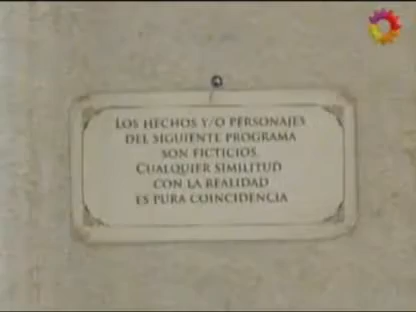 LOS HECHOS Y/O PERSONAJES
DEL SIGUIENTE PROGRAMA
SON FICTICIOS.
CUALQUIER SIMILITUD
CON LA REALIDAD
ES PURA COINCIDENCIA